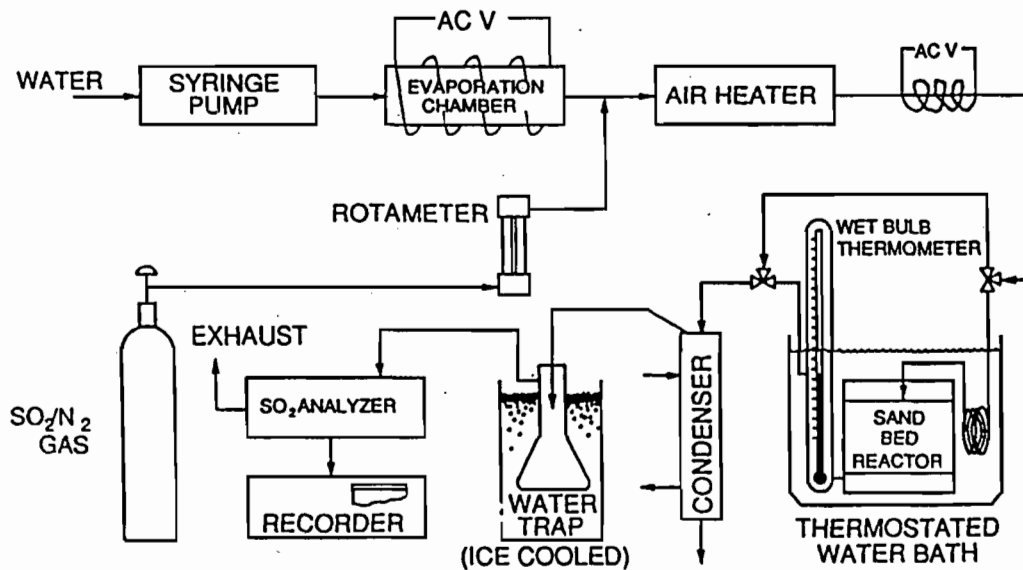 AC V
AC V
WATER
SYRINGE
PUMP
EVAPORATION
CHAMBER
AIR HEATER
ROTAMETER
WET BULB
THERMOMETER
EXHAUST
SO₂/N₂
GAS
SO₂ ANALYZER
RECORDER
WATER
TRAP
(ICE COOLED)
CONDENSER
SAND
BED
REACTOR
THERMOSTATED
WATER BATH